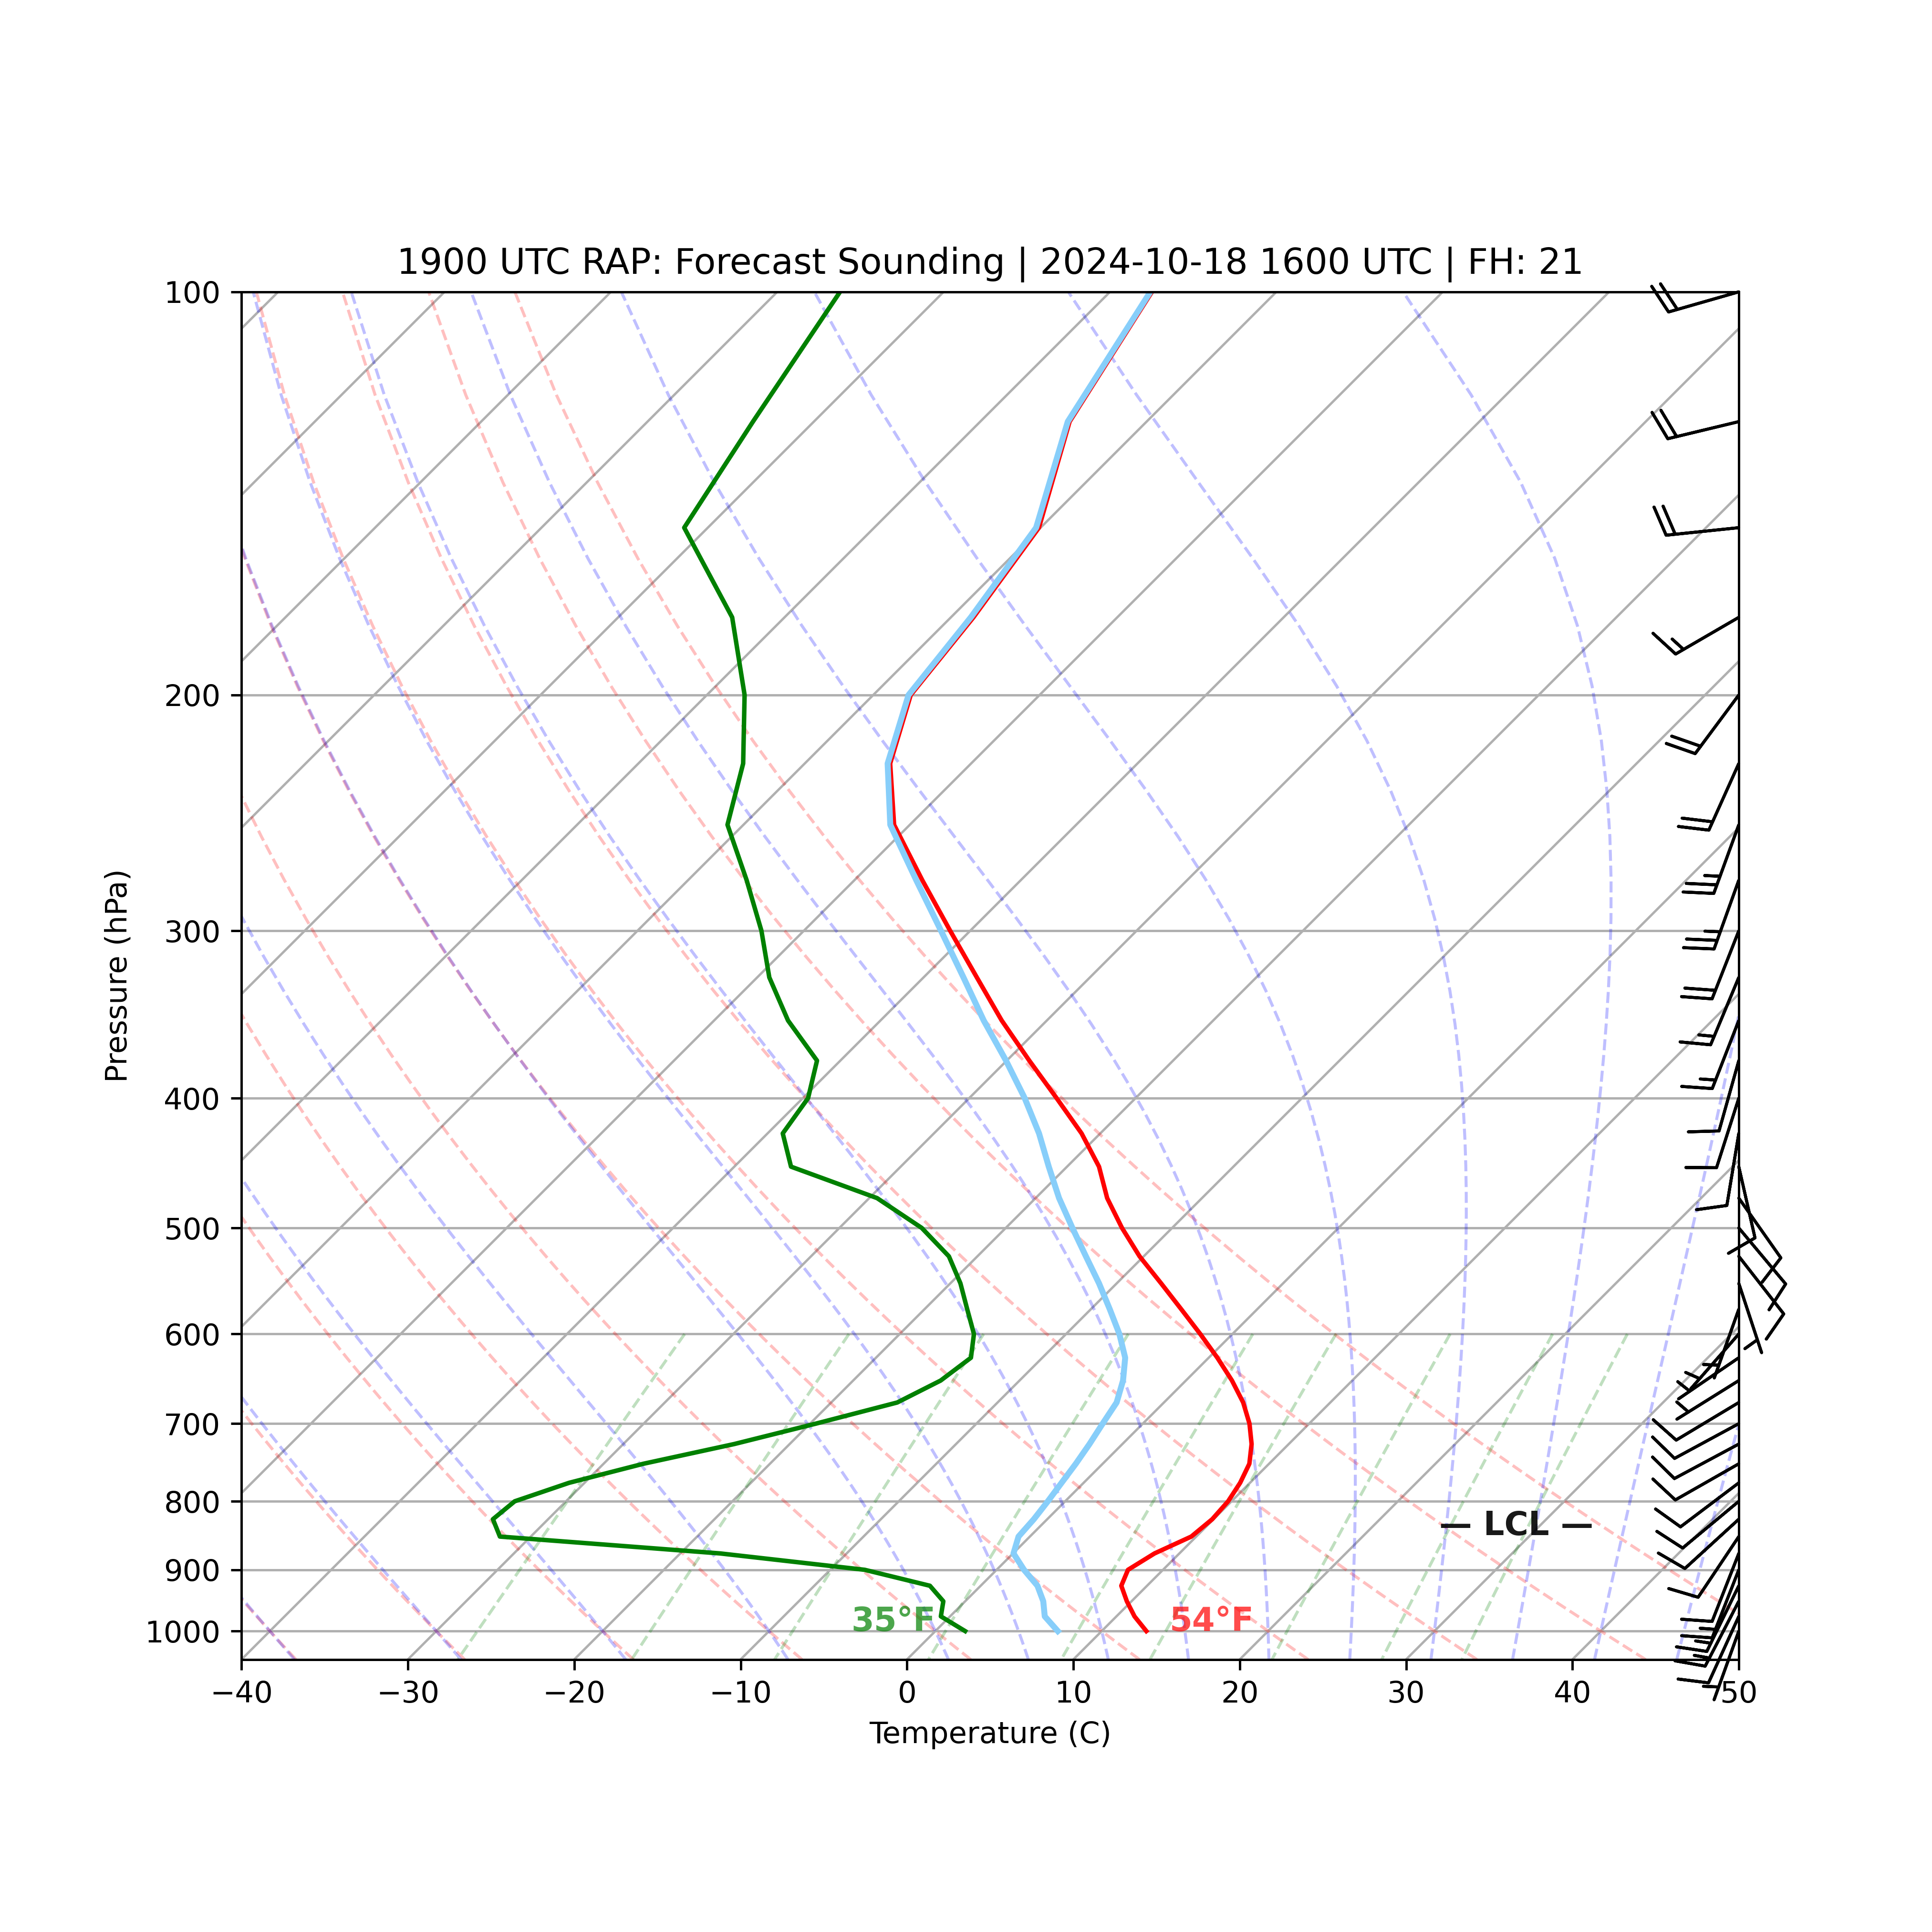 1900 UTC RAP: Forecast Sounding | 2024-10-18 1600 UTC | FH: 21
100
200
300
400
500
600
700
800
900
1000
Pressure (hPa)
— LCL —
35°F
54°F
−40 −30 −20 −10 0 10 20 30 40 50
Temperature (C)